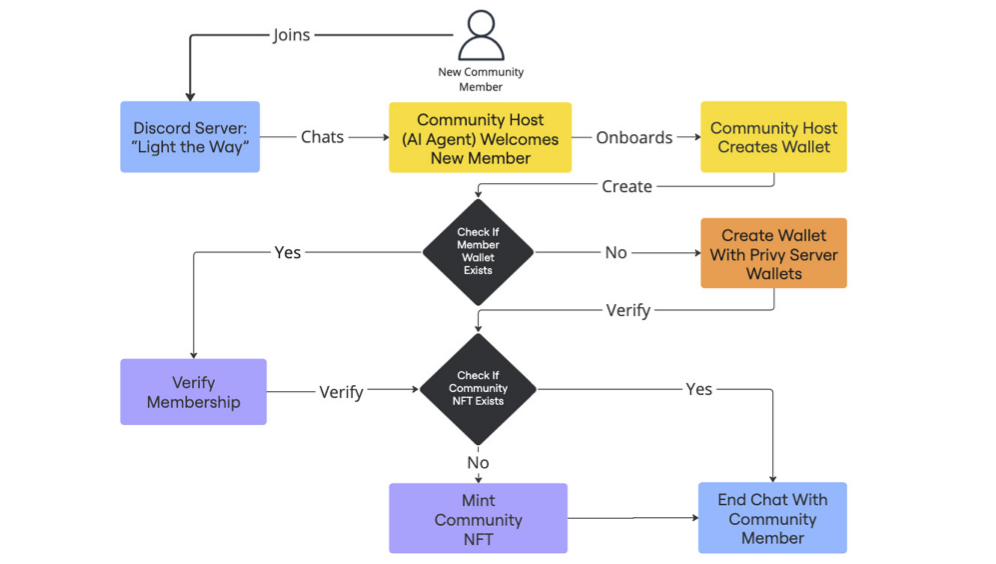 Joins
New Community
Member
Discord Server:
“Light the Way”
Chats
Community Host
(AI Agent) Welcomes
New Member
Onboards
Community Host
Creates Wallet
Create
Check If
Member
Wallet
Exists
Yes
No
Create Wallet
With Privy Server
Wallets
Verify
Verify
Membership
Verify
Check If
Community
NFT Exists
Yes
No
Mint
Community
NFT
End Chat With
Community
Member